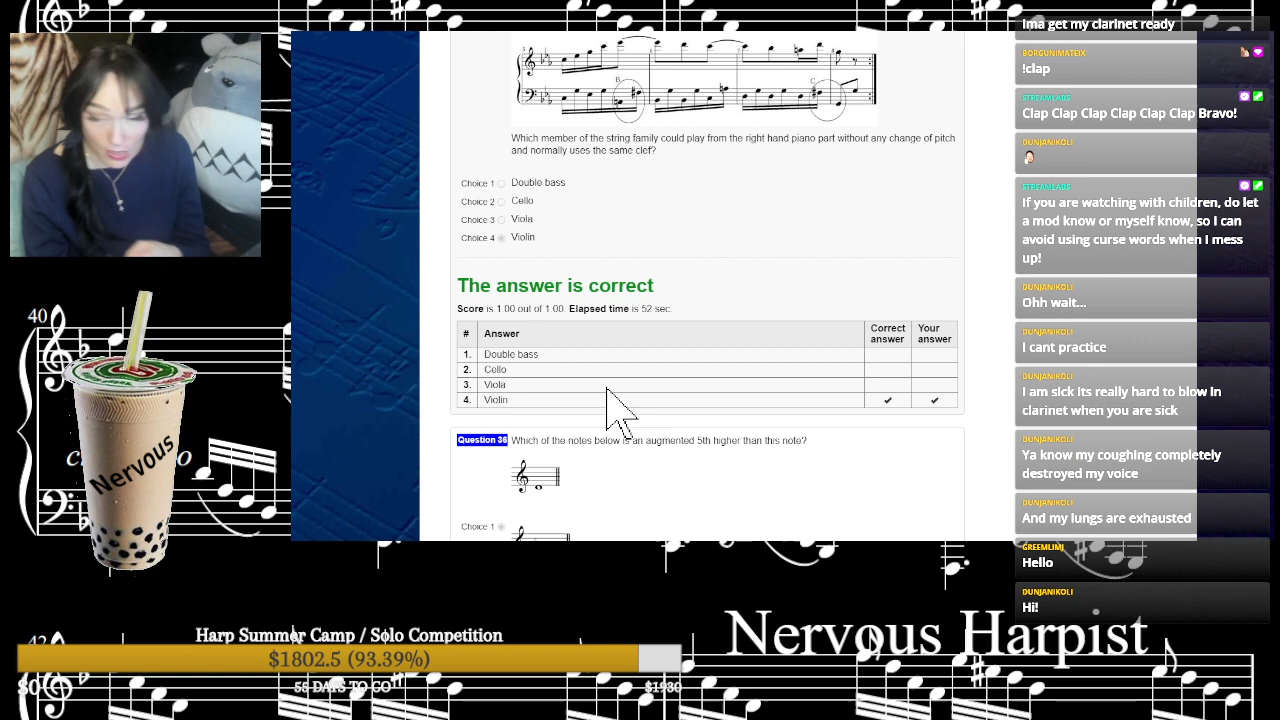 Ima get my clarinet ready
BORGUNIMATEIX
!clap
STREAMLABS
Clap Clap Clap Clap Clap Clap Bravo!
DUNJANIKOLI
STREAMLABS
If you are watching with children, do let
a mod know or myself know, so I can
avoid using curse words when I mess
up!
DUNJANIKOLI
Ohh wait...
DUNJANIKOLI
I cant practice
DUNJANIKOLI
I am sick its really hard to blow in
clarinet when you are sick
DUNJANIKOLI
Ya know my coughing completely
destroyed my voice
DUNJANIKOLI
And my lungs are exhausted
GREEMLIMJ
Hello
DUNJANIKOLI
Hi!
Which member of the string family could play from the right hand piano part without any change of pitch
and normally uses the same clef?
Choice 1 Double bass
Choice 2 Cello
Choice 3 Viola
Choice 4 Violin
The answer is correct
Score is 1.00 out of 1.00. Elapsed time is 52 sec.
# Answer Correct answer Your answer
1. Double bass
2. Cello
3. Viola
4. Violin ✔ ✔
Question 36 Which of the notes below is an augmented 5th higher than this note?
Choice 1
40
Nervous
42
Harp Summer Camp / Solo Competition
$1802.5 (93.39%)
$0 55 DAYS TO GO $1930
Nervous Harpist